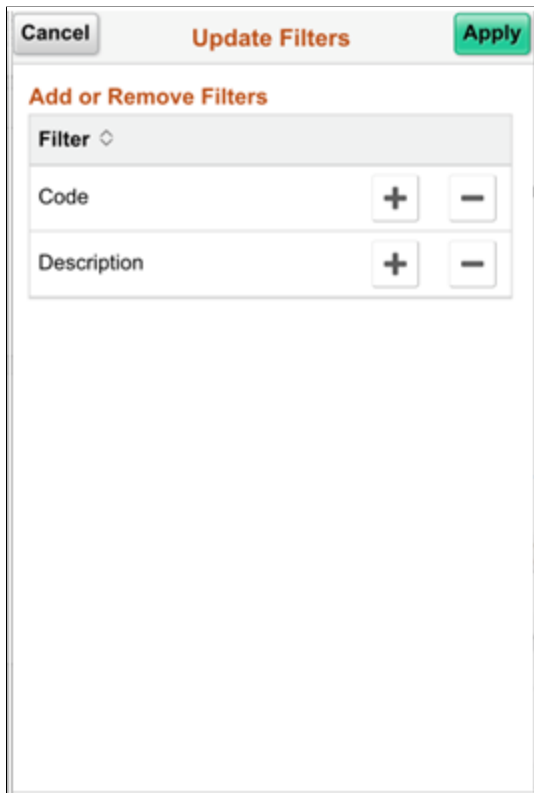 Cancel Update Filters Apply
Add or Remove Filters
Filter
Code
Description